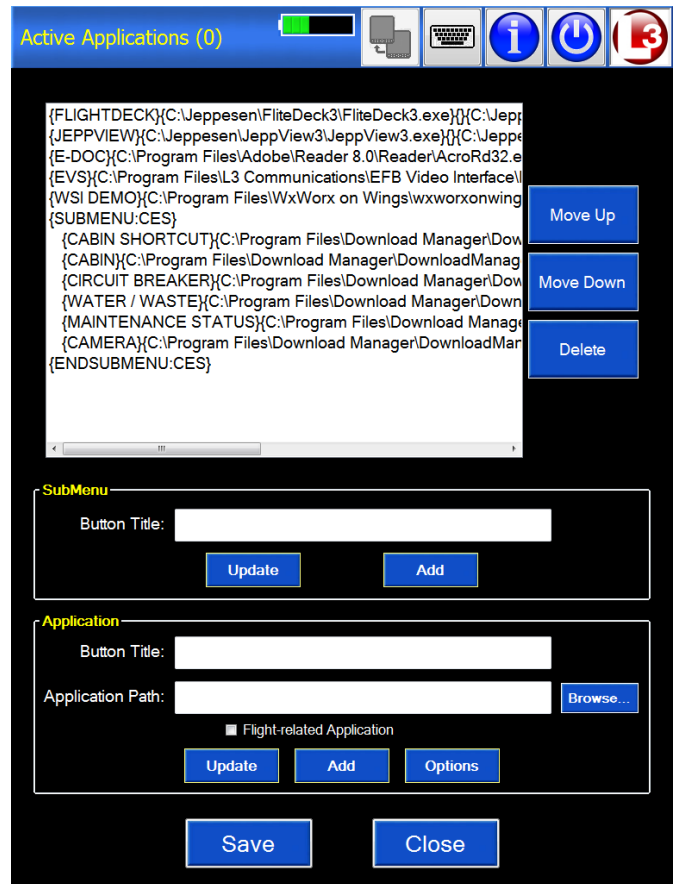 Active Applications (0)
i
L3
{FLIGHTDECK}{C:\Jeppesen\FliteDeck3\FliteDeck3.exe}{}{C:\Jepp
{JEPPVIEW}{C:\Jeppesen\JeppView3\JeppView3.exe}{}{C:\Jeppe
{E-DOC}{C:\Program Files\Adobe\Reader 8.0\Reader\AcroRd32.e
{EVS}{C:\Program Files\L3 Communications\EFB Video Interface\
{WSI DEMO}{C:\Program Files\WxWorx on Wings\wxworxonwing
{SUBMENU:CES}
{CABIN SHORTCUT}{C:\Program Files\Download Manager\Dow
{CABIN}{C:\Program Files\Download Manager\DownloadManag
{CIRCUIT BREAKER}{C:\Program Files\Download Manager\Dow
{WATER / WASTE}{C:\Program Files\Download Manager\Down
{MAINTENANCE STATUS}{C:\Program Files\Download Manage
{CAMERA}{C:\Program Files\Download Manager\DownloadMan
{ENDSUBMENU:CES}
Move Up
Move Down
Delete
SubMenu
Button Title:
Update
Add
Application
Button Title:
Application Path:
Browse...
Flight-related Application
Update
Add
Options
Save
Close